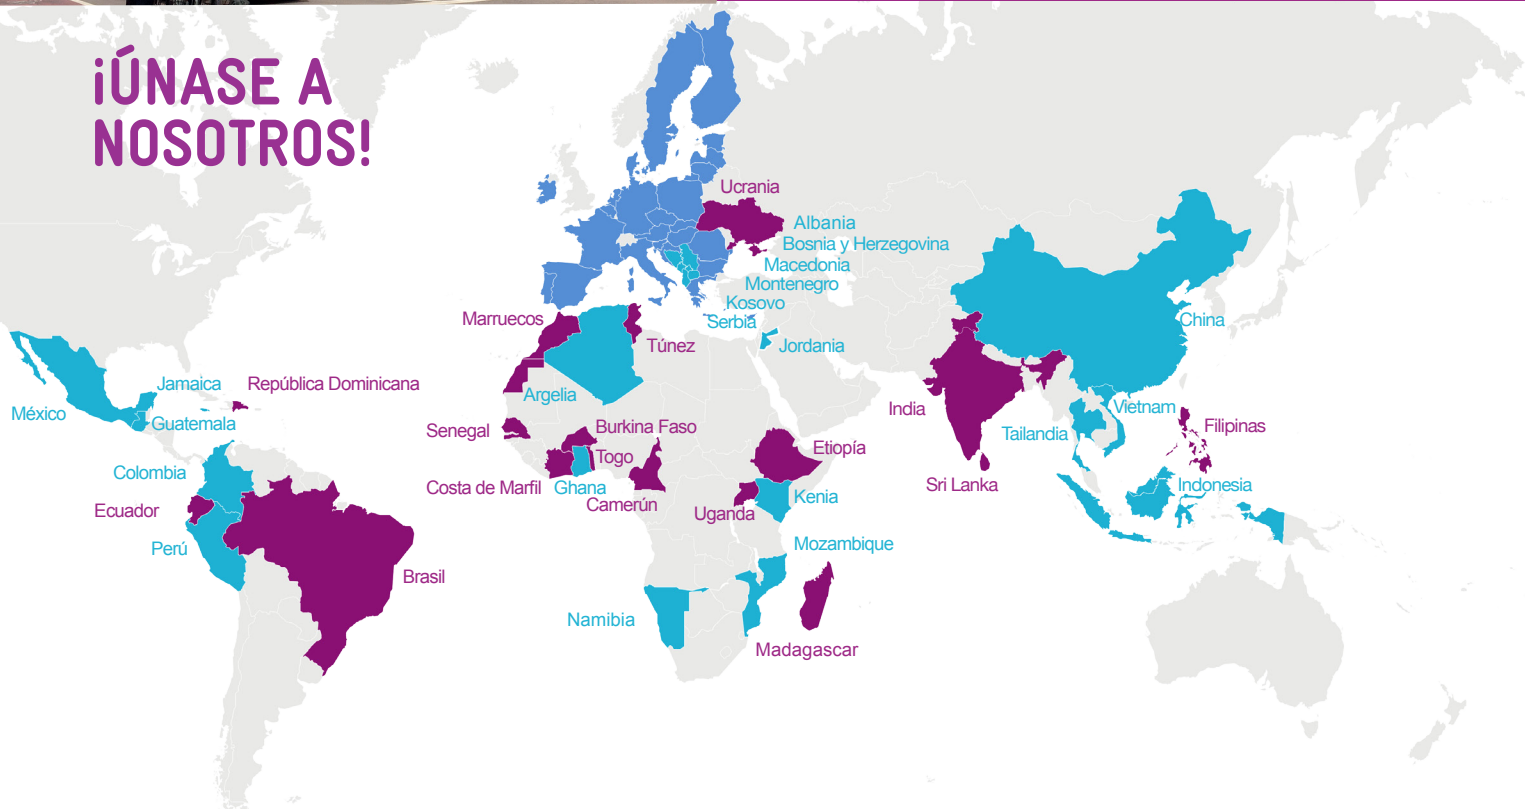 ¡ÚNASE A
NOSOTROS!
Ucrania
Albania
Bosnia y Herzegovina
Macedonia
Montenegro
Kosovo
Serbia
Marruecos
Túnez
Jordania
China
Argelia
Jamaica
República Dominicana
México
Guatemala
India
Vietnam
Tailandia
Filipinas
Senegal
Burkina Faso
Togo
Etiopía
Colombia
Costa de Marfil
Ghana
Camerún
Kenia
Uganda
Sri Lanka
Indonesia
Ecuador
Perú
Mozambique
Brasil
Namibia
Madagascar